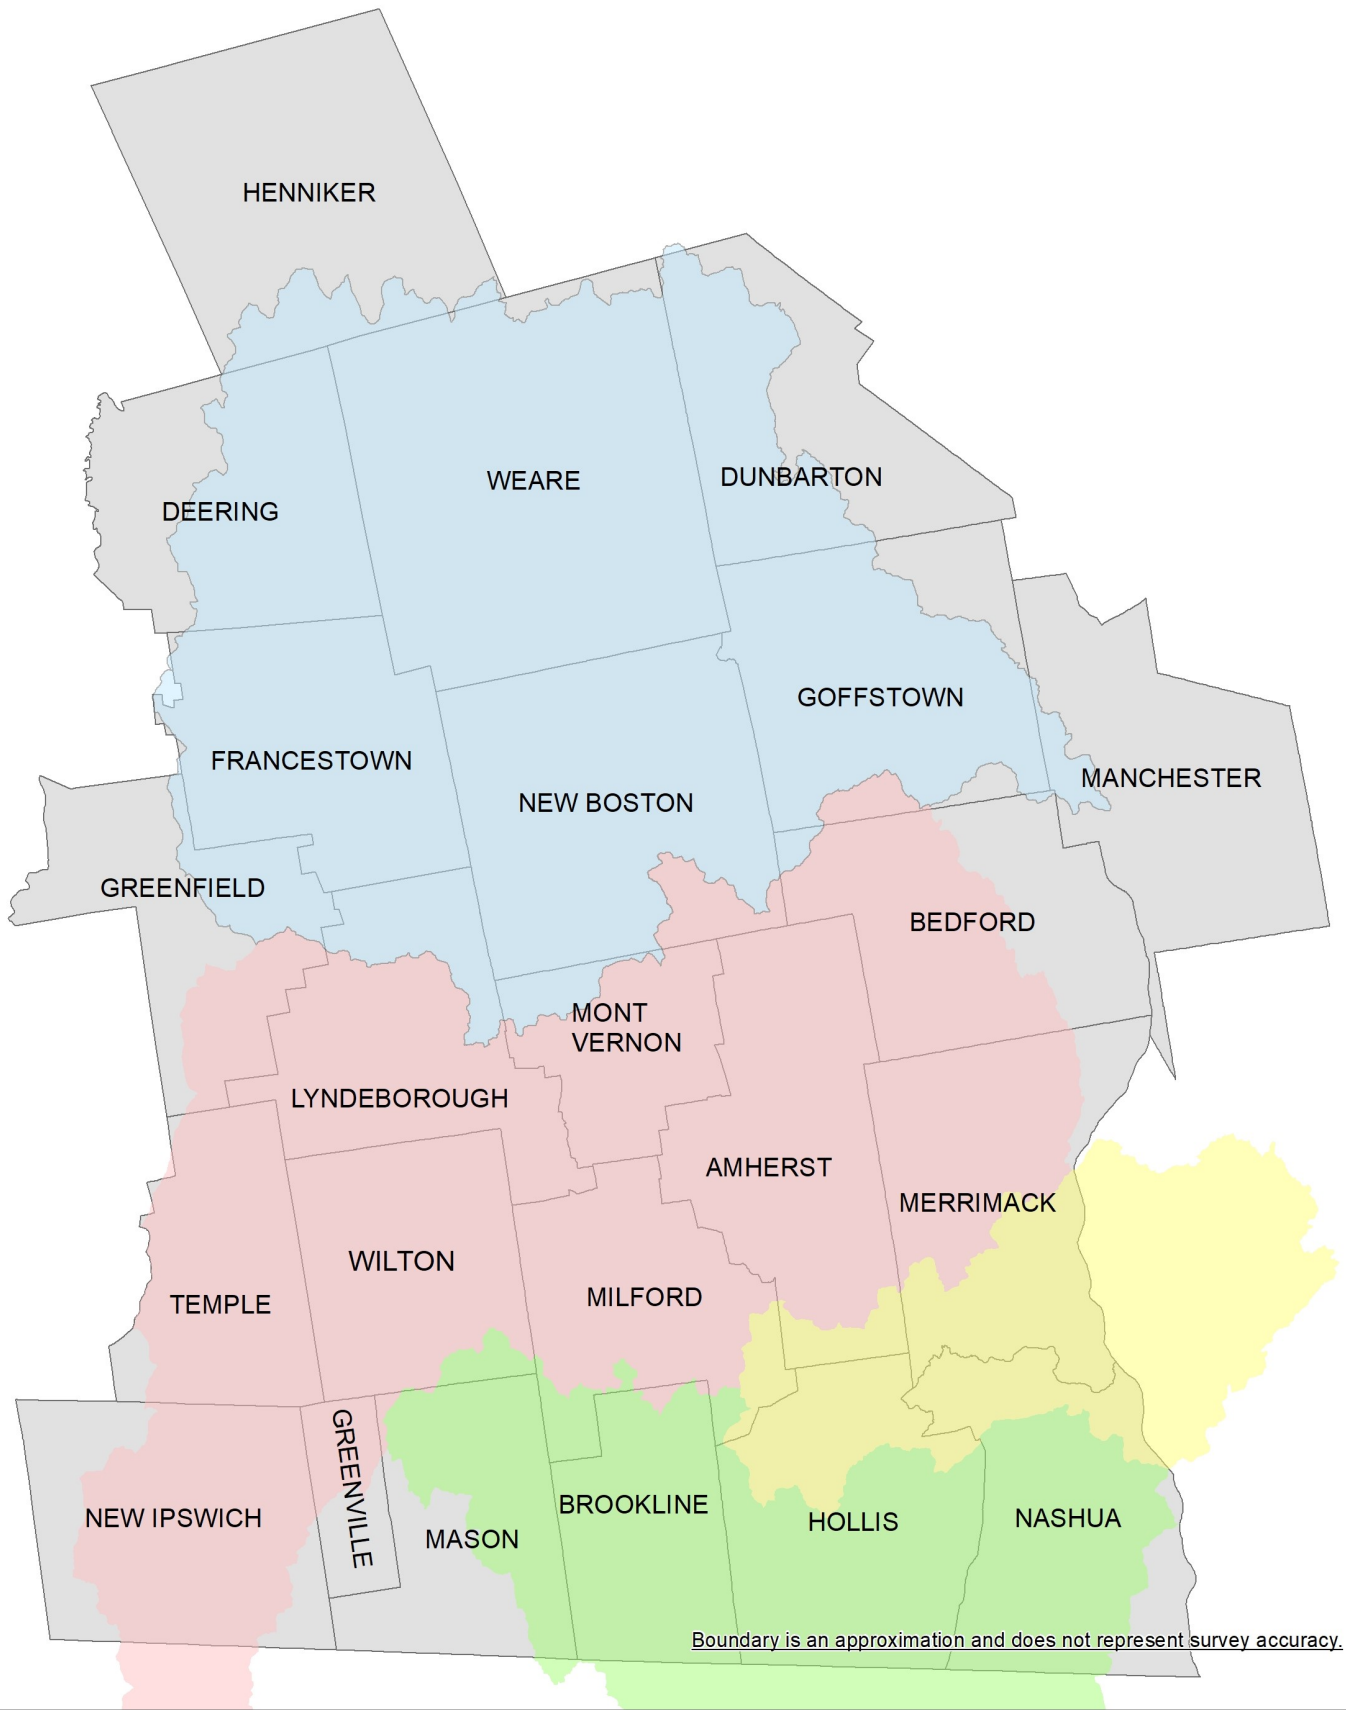 HENNIKER
WEARE
DUNBARTON
DEERING
GOFFSTOWN
FRANCESTOWN
MANCHESTER
NEW BOSTON
GREENFIELD
BEDFORD
MONT
VERNON
LYNDEBOROUGH
AMHERST
MERRIMACK
WILTON
MILFORD
TEMPLE
GREENVILLE
NEW IPSWICH
BROOKLINE
HOLLIS
NASHUA
MASON
Boundary is an approximation and does not represent survey accuracy.